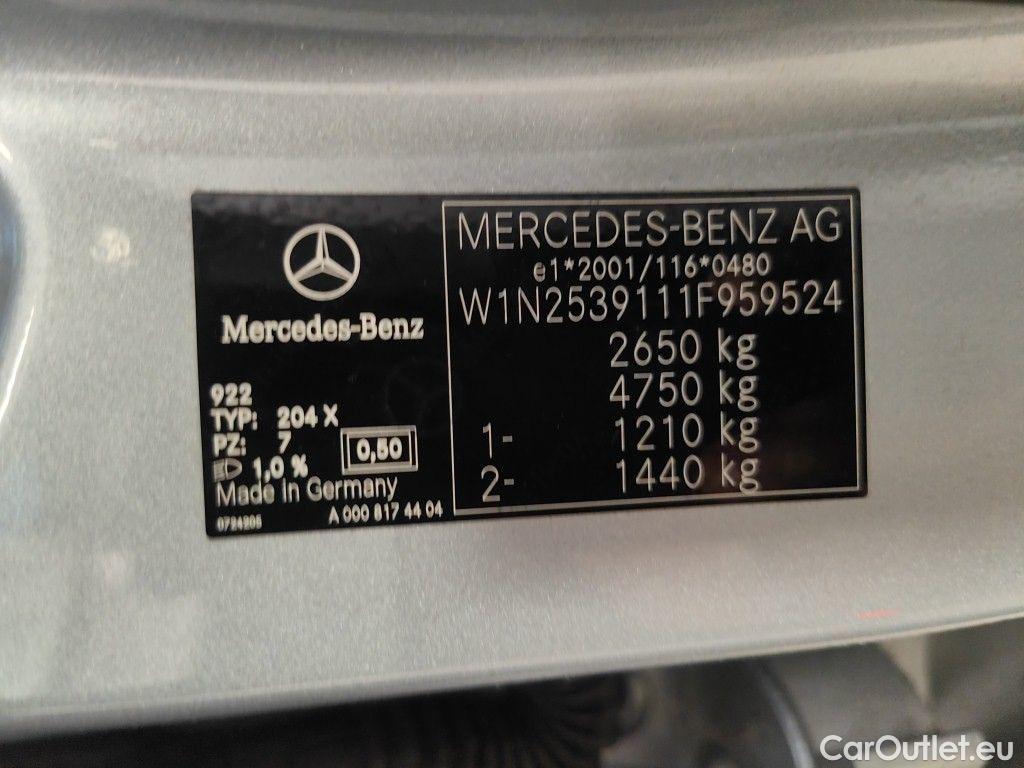 Mercedes-Benz
922
TYP: 204 X
PZ: 7
1,0 %
0,50
Made in Germany
0724205
A 000 817 44 04
MERCEDES-BENZ AG
e1*2001/116*0480
W1N2539111F959524
2650 kg
4750 kg
1- 1210 kg
2- 1440 kg
CarOutlet.eu